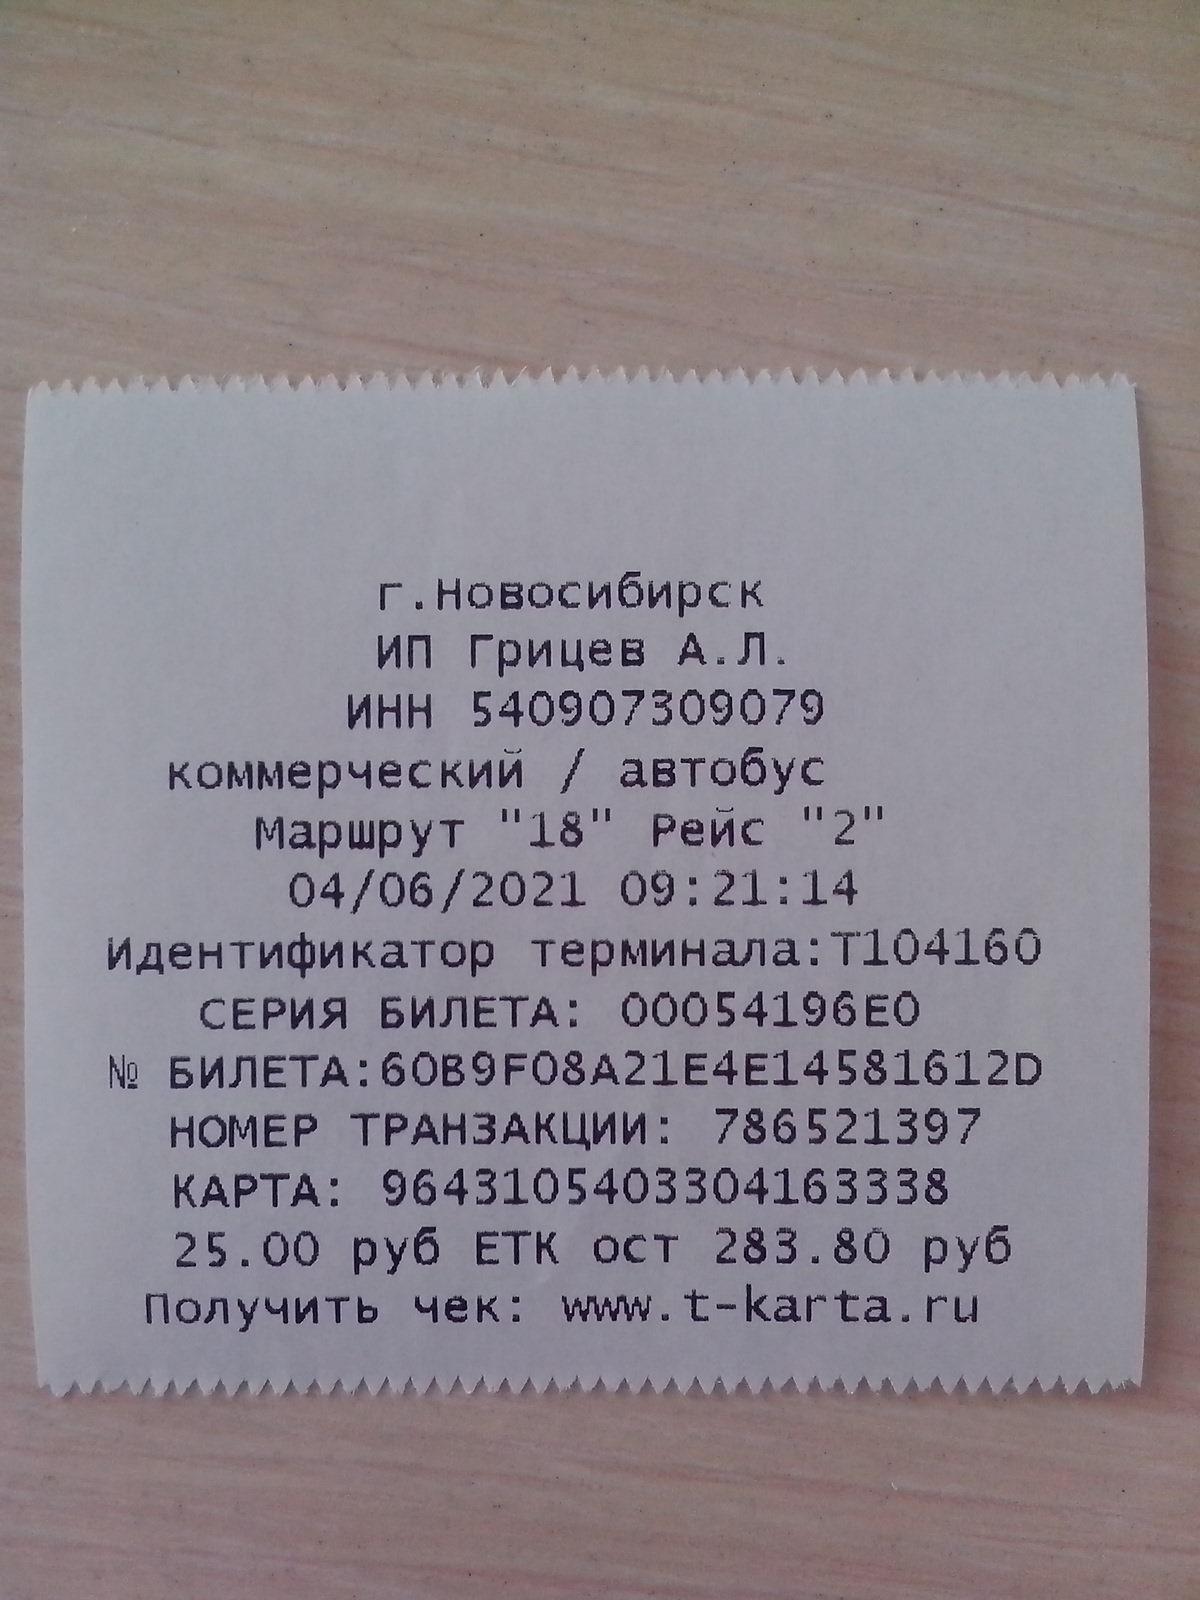 г.Новосибирск
ИП Грицев А.Л.
ИНН 540907309079
коммерческий / автобус
Маршрут "18" Рейс "2"
04/06/2021 09:21:14
Идентификатор терминала:Т104160
СЕРИЯ БИЛЕТА: 00054196E0
№ БИЛЕТА:60B9F08A21E4E14581612D
НОМЕР ТРАНЗАКЦИИ: 786521397
КАРТА: 9643105403304163338
25.00 руб ЕТК ост 283.80 руб
Получить чек: www.t-karta.ru